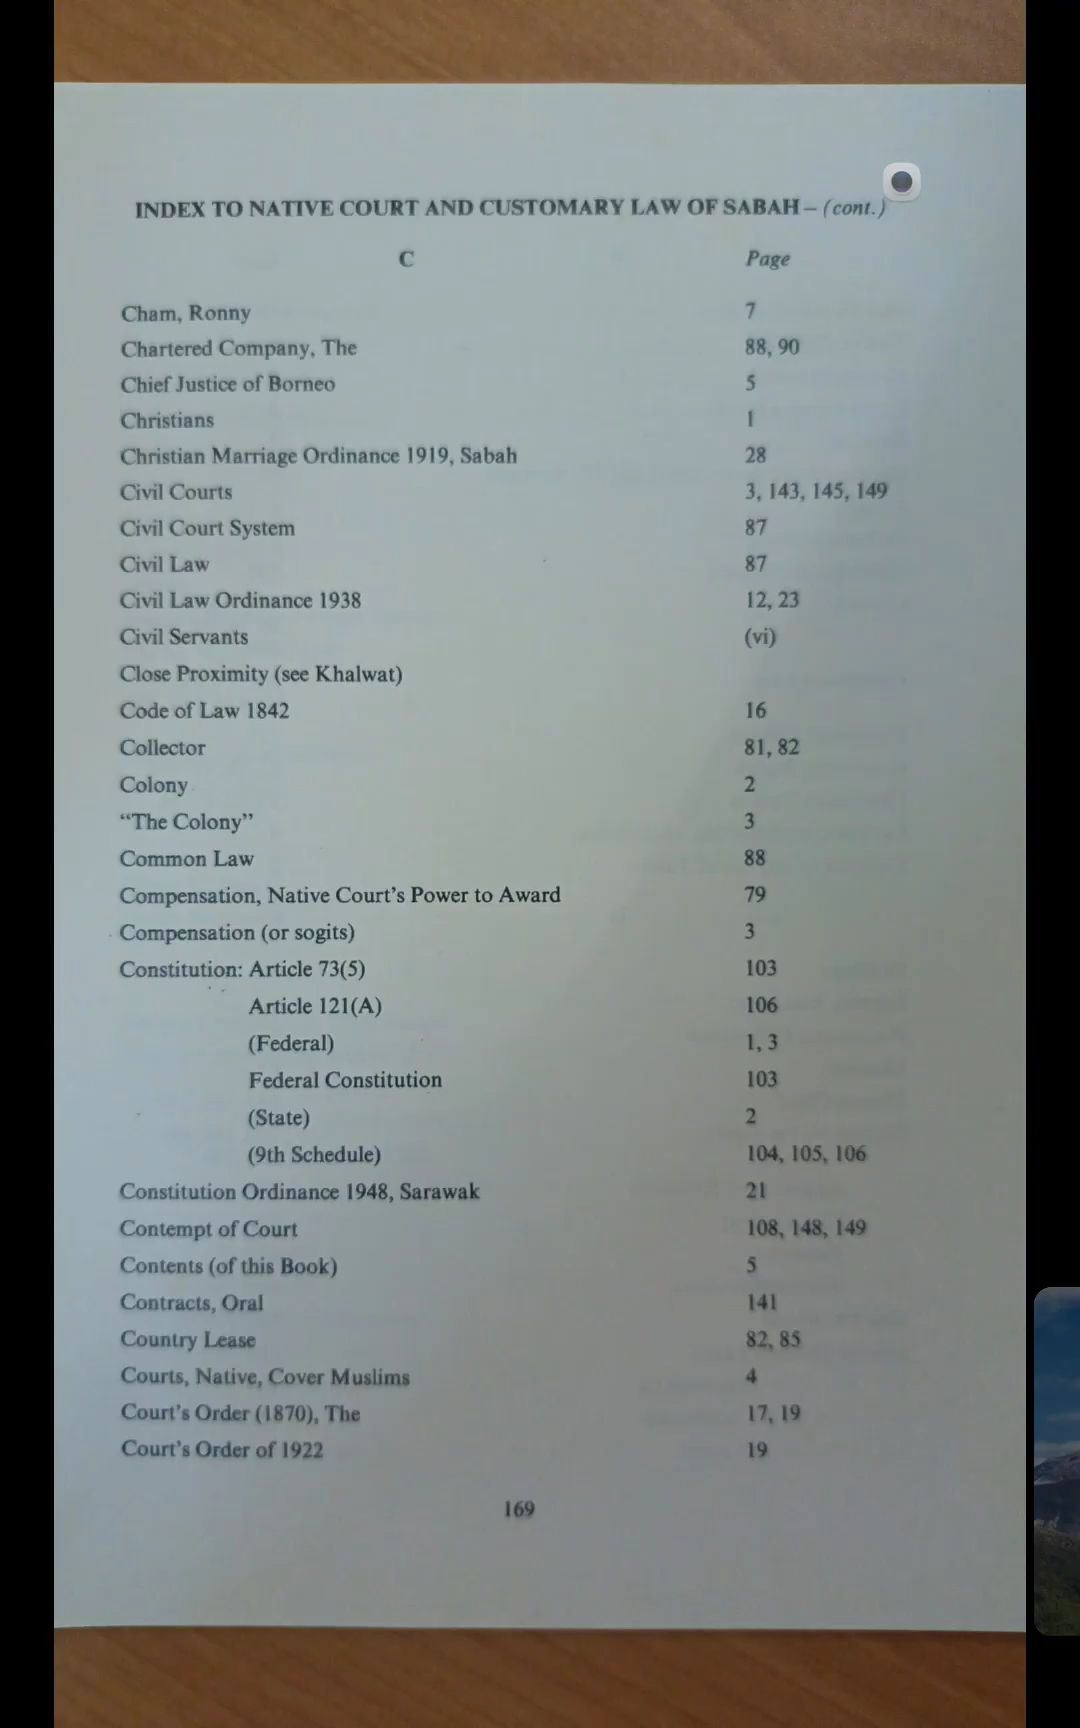 INDEX TO NATIVE COURT AND CUSTOMARY LAW OF SABAH – (cont.)
C Page
Cham, Ronny 7
Chartered Company, The 88, 90
Chief Justice of Borneo 5
Christians 1
Christian Marriage Ordinance 1919, Sabah 28
Civil Courts 3, 143, 145, 149
Civil Court System 87
Civil Law 87
Civil Law Ordinance 1938 12, 23
Civil Servants (vi)
Close Proximity (see Khalwat)
Code of Law 1842 16
Collector 81, 82
Colony 2
“The Colony” 3
Common Law 88
Compensation, Native Court’s Power to Award 79
Compensation (or sogits) 3
Constitution: Article 73(5) 103
Article 121(A) 106
(Federal) 1, 3
Federal Constitution 103
(State) 2
(9th Schedule) 104, 105, 106
Constitution Ordinance 1948, Sarawak 21
Contempt of Court 108, 148, 149
Contents (of this Book) 5
Contracts, Oral 141
Country Lease 82, 85
Courts, Native, Cover Muslims 4
Court’s Order (1870), The 17, 19
Court’s Order of 1922 19
169